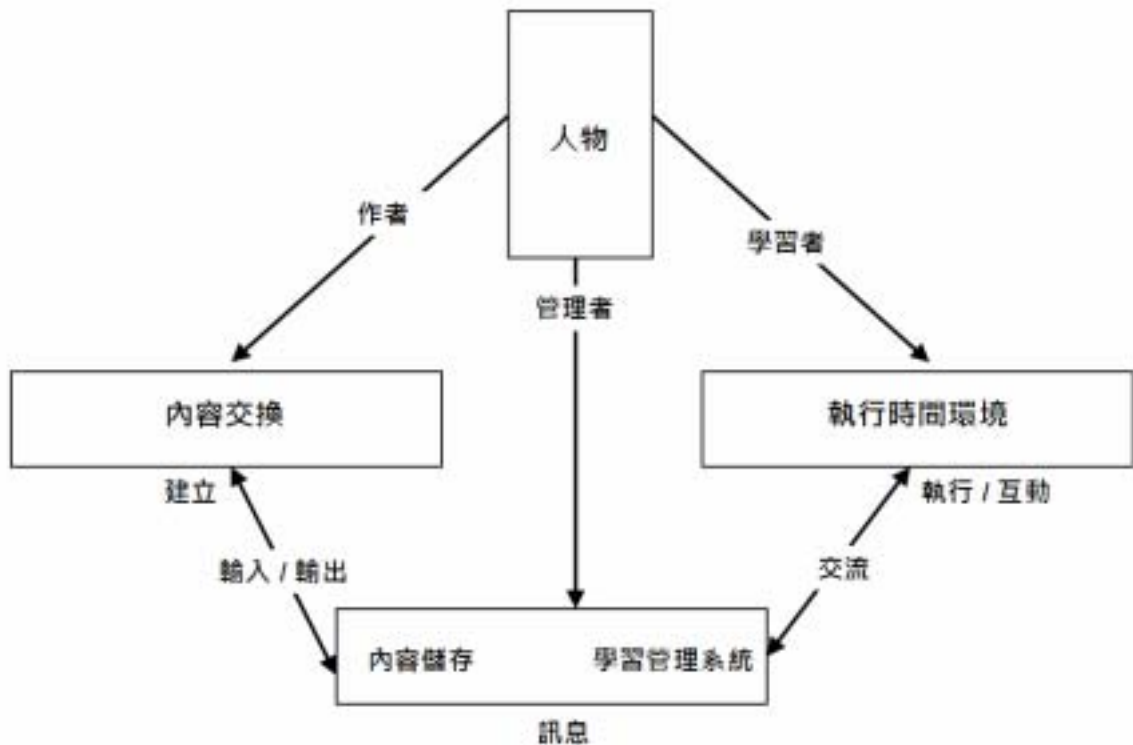 人物
作者
學習者
管理者
內容交換
執行時間環境
建立
執行 / 互動
輸入 / 輸出
交流
內容儲存 學習管理系統
訊息